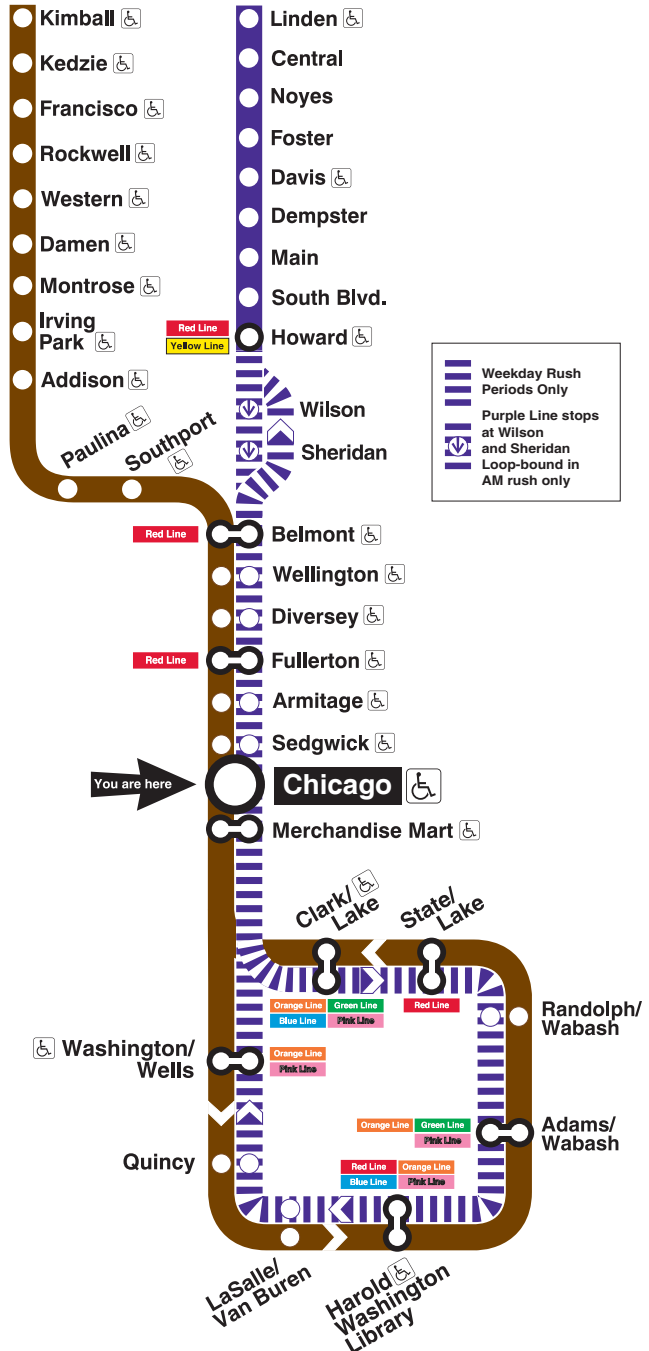 Kimball
Kedzie
Francisco
Rockwell
Western
Damen
Montrose
Irving
Park
Addison
Paulina
Southport
Linden
Central
Noyes
Foster
Davis
Dempster
Main
South Blvd.
Red Line
Yellow Line
Howard
Wilson
Sheridan
Weekday Rush
Periods Only
Purple Line stops
at Wilson
and Sheridan
Loop-bound in
AM rush only
Red Line
Belmont
Wellington
Diversey
Red Line
Fullerton
Armitage
Sedgwick
You are here
Chicago
Merchandise Mart
Clark/
Lake
State/
Lake
Orange Line
Green Line
Blue Line
Pink Line
Red Line
Randolph/
Wabash
Washington/
Wells
Orange Line
Pink Line
Orange Line
Green Line
Pink Line
Adams/
Wabash
Quincy
Red Line
Orange Line
Blue Line
Pink Line
LaSalle/
Van Buren
Harold
Washington
Library